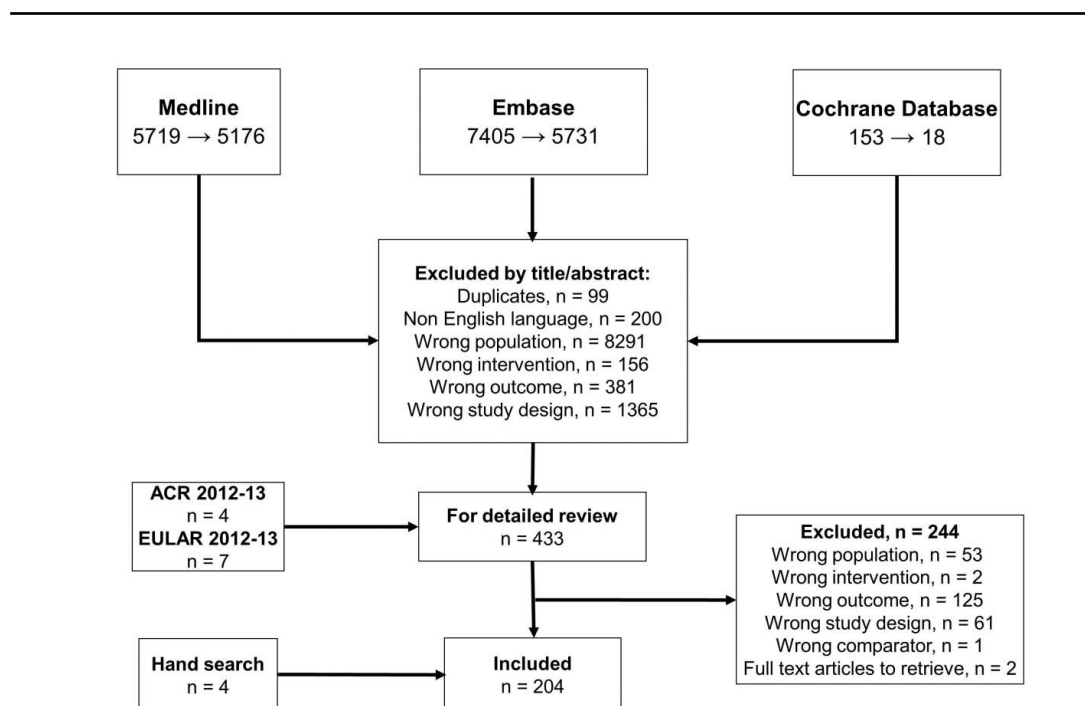 Medline
5719 → 5176
Embase
7405 → 5731
Cochrane Database
153 → 18
Excluded by title/abstract:
Duplicates, n = 99
Non English language, n = 200
Wrong population, n = 8291
Wrong intervention, n = 156
Wrong outcome, n = 381
Wrong study design, n = 1365
ACR 2012-13
n = 4
EULAR 2012-13
n = 7
For detailed review
n = 433
Excluded, n = 244
Wrong population, n = 53
Wrong intervention, n = 2
Wrong outcome, n = 125
Wrong study design, n = 61
Wrong comparator, n = 1
Full text articles to retrieve, n = 2
Hand search
n = 4
Included
n = 204